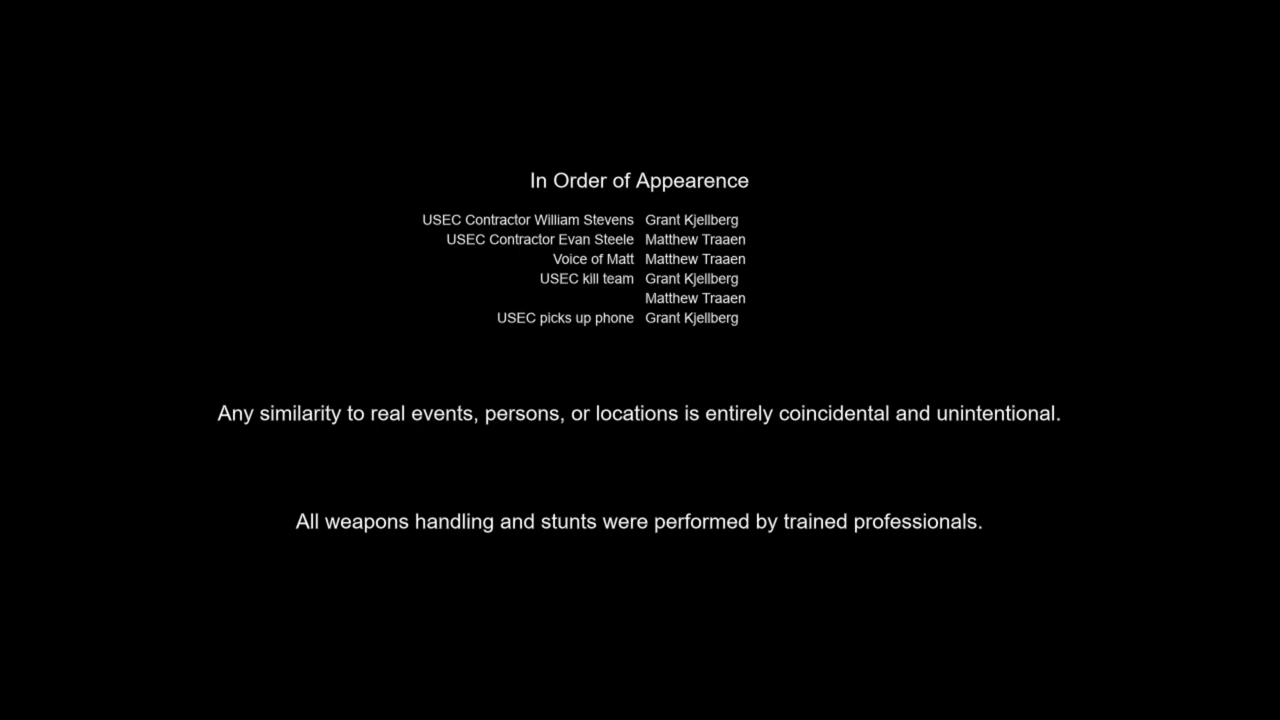 In Order of Appearence
USEC Contractor William Stevens Grant Kjellberg
USEC Contractor Evan Steele Matthew Traaen
Voice of Matt Matthew Traaen
USEC kill team Grant Kjellberg
Matthew Traaen
USEC picks up phone Grant Kjellberg
Any similarity to real events, persons, or locations is entirely coincidental and unintentional.
All weapons handling and stunts were performed by trained professionals.